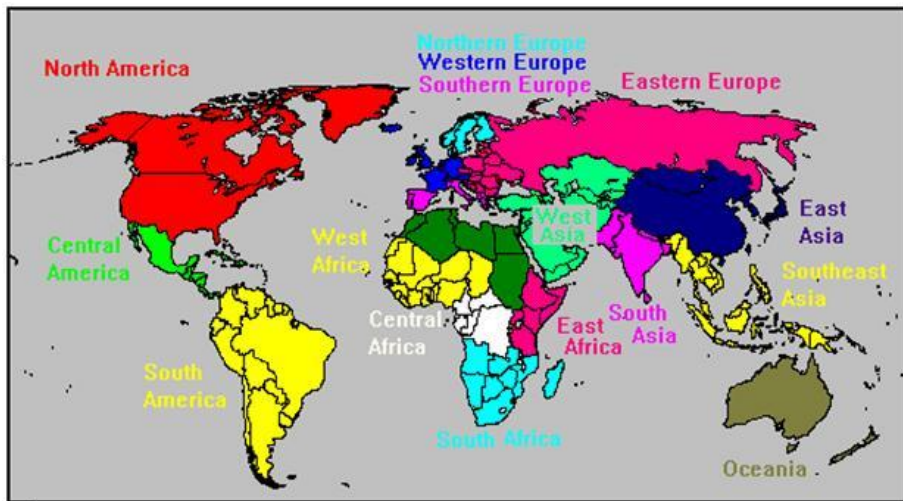 Northern Europe
Western Europe
Southern Europe
North America
Eastern Europe
West
Asia
East
Asia
Central
America
West
Africa
Southeast
Asia
Central
Africa
East
Africa
South
Asia
South
America
South Africa
Oceania